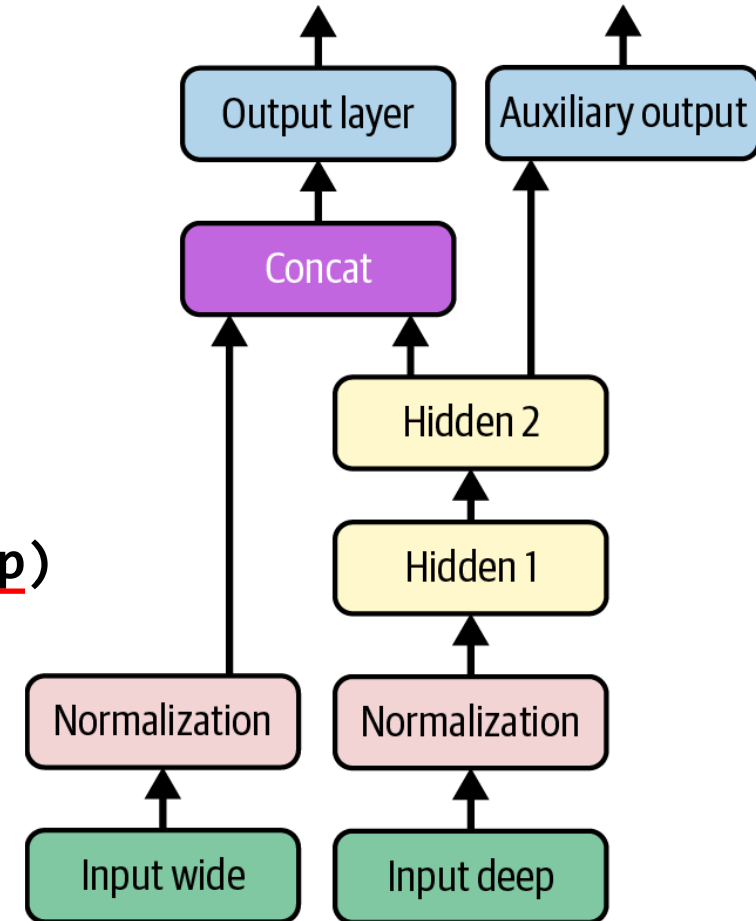 Output layer
Auxiliary output
Concat
Hidden 2
p)
Hidden 1
Normalization
Normalization
Input wide
Input deep